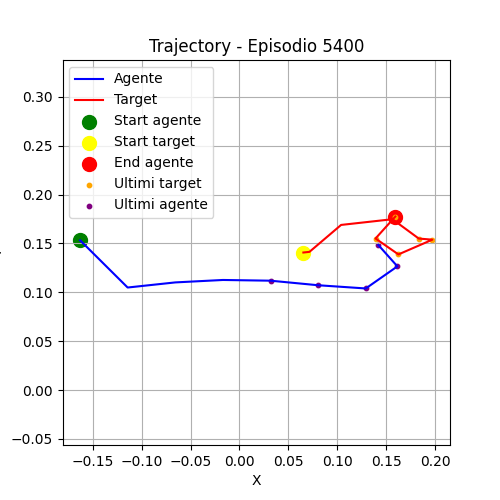 Trajectory - Episodio 5400
Agente
Target
Start agente
Start target
End agente
Ultimi target
Ultimi agente
0.30
0.25
0.20
0.15
0.10
0.05
0.00
−0.05
−0.15
−0.10
−0.05
0.00
0.05
0.10
0.15
0.20
X